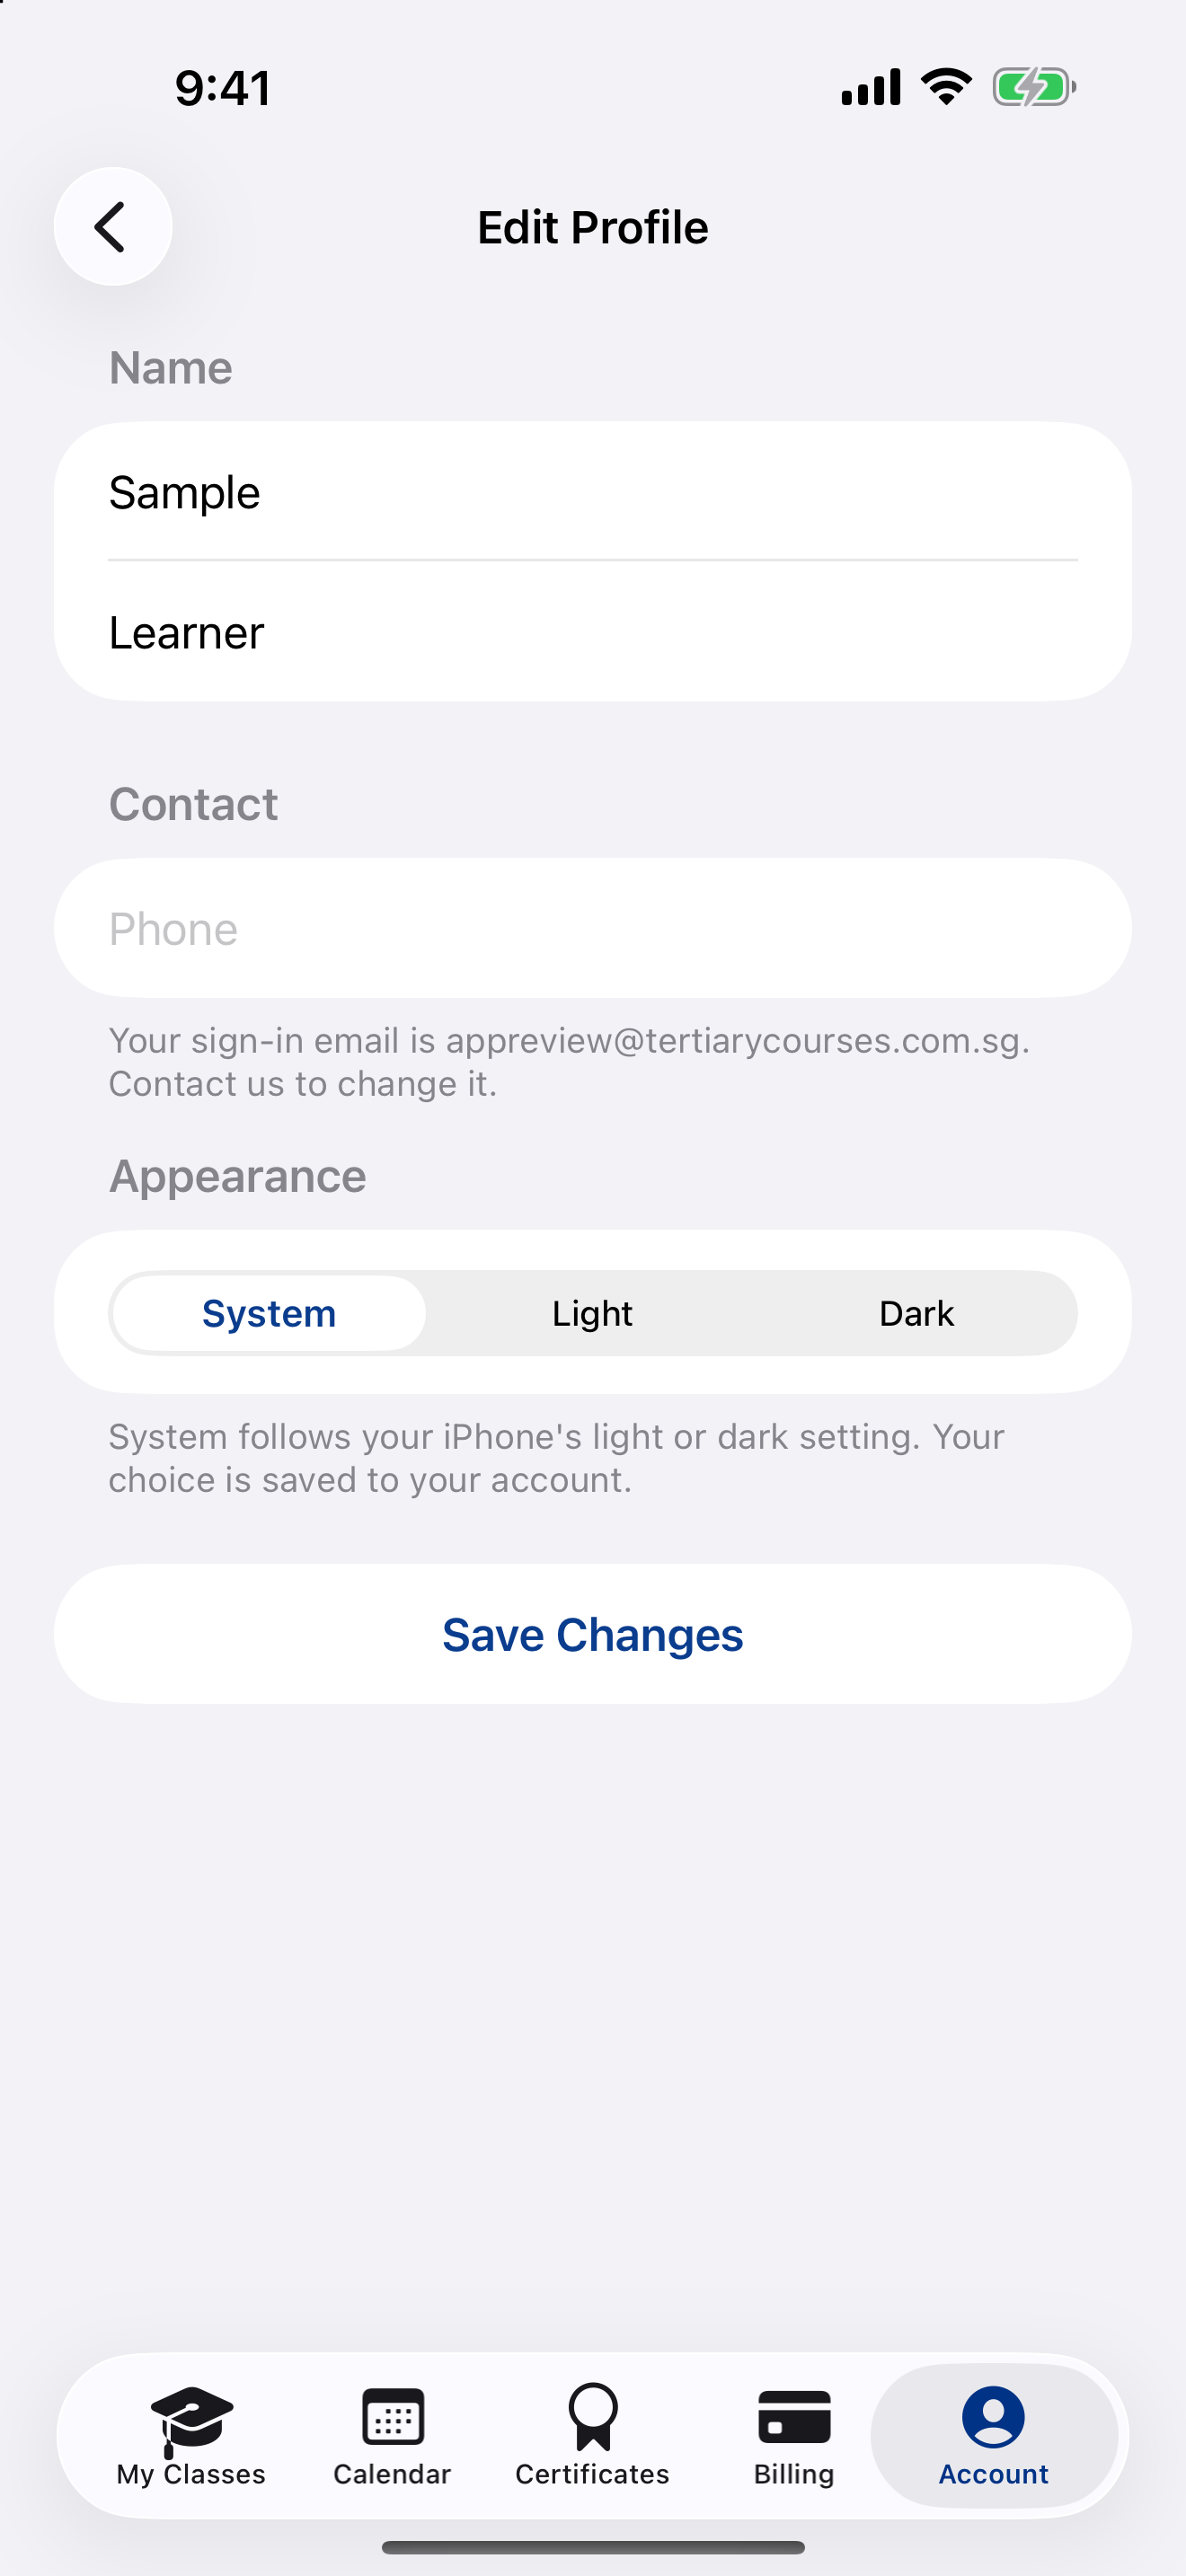 9:41
Edit Profile
Name
Sample
Learner
Contact
Phone
Your sign-in email is appreview@tertiarycourses.com.sg.
Contact us to change it.
Appearance
System Light Dark
System follows your iPhone's light or dark setting. Your
choice is saved to your account.
Save Changes
My Classes Calendar Certificates Billing Account